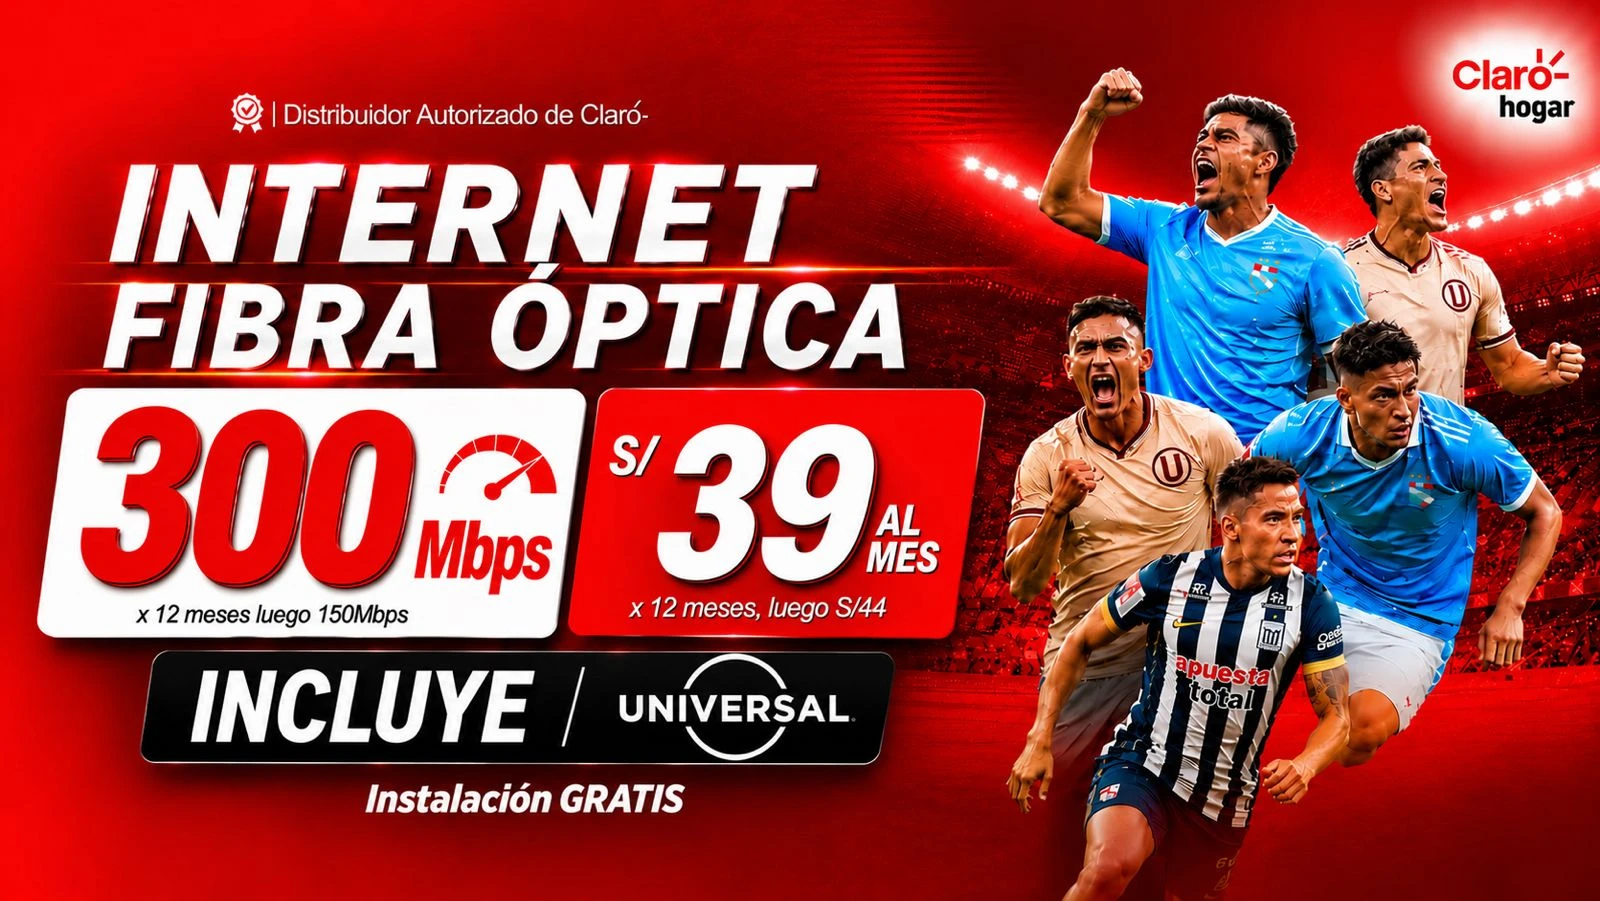 Distribuidor Autorizado de Claró-
INTERNET
FIBRA ÓPTICA
300
Mbps
x 12 meses luego 150Mbps
S/ 39
AL
MES
x 12 meses, luego S/44
INCLUYE
UNIVERSAL
Instalación GRATIS
Claro-
hogar
U
U
apuesta
total